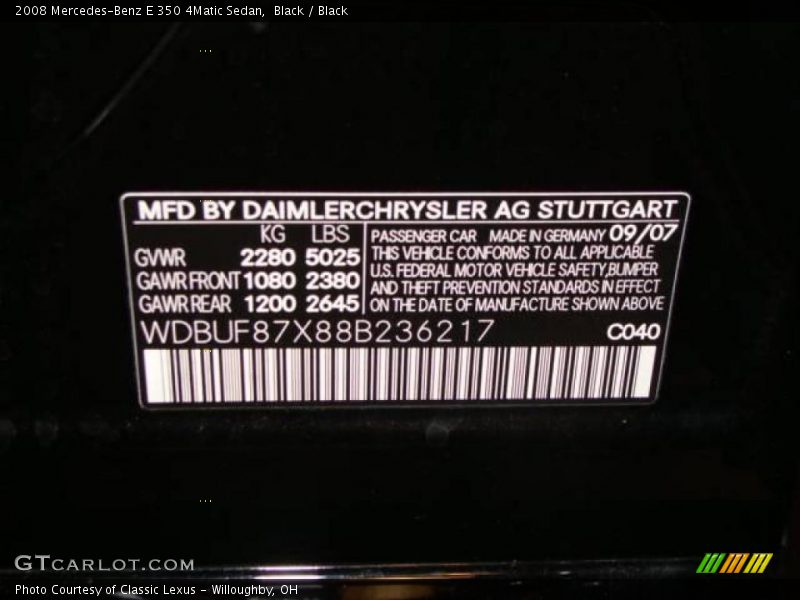 2008 Mercedes-Benz E 350 4Matic Sedan,  Black / Black
MFD BY DAIMLERCHRYSLER AG STUTTGART
KG LBS
GVWR 2280 5025
GAWR FRONT 1080 2380
GAWR REAR 1200 2645
PASSENGER CAR MADE IN GERMANY 09/07
THIS VEHICLE CONFORMS TO ALL APPLICABLE
U.S. FEDERAL MOTOR VEHICLE SAFETY,BUMPER
AND THEFT PREVENTION STANDARDS IN EFFECT
ON THE DATE OF MANUFACTURE SHOWN ABOVE
WDBUF87X88B236217 C040
GTCARLOT.COM
Photo Courtesy of Classic Lexus - Willoughby, OH